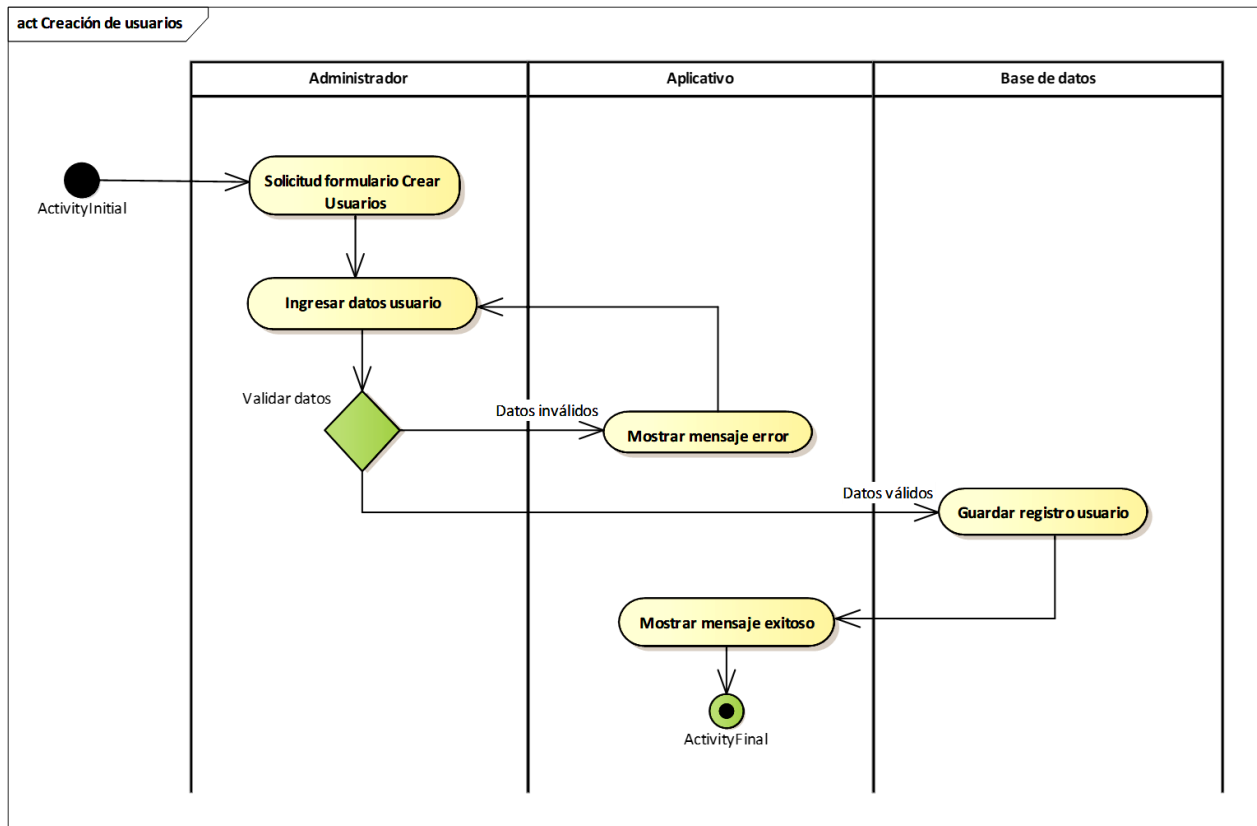 act Creación de usuarios
Administrador
Aplicativo
Base de datos
ActivityInitial
Solicitud formulario Crear
Usuarios
Ingresar datos usuario
Validar datos
Datos inválidos
Mostrar mensaje error
Datos válidos
Guardar registro usuario
Mostrar mensaje exitoso
ActivityFinal